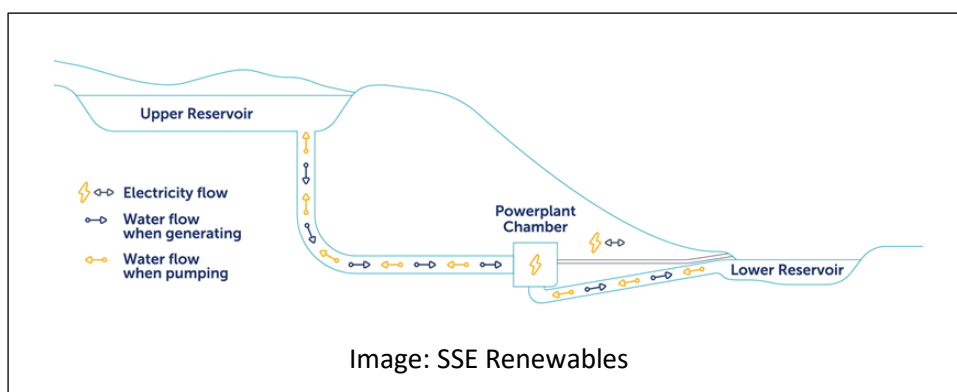 Upper Reservoir
Electricity flow
Water flow
when generating
Water flow
when pumping
Powerplant
Chamber
Lower Reservoir
Image: SSE Renewables